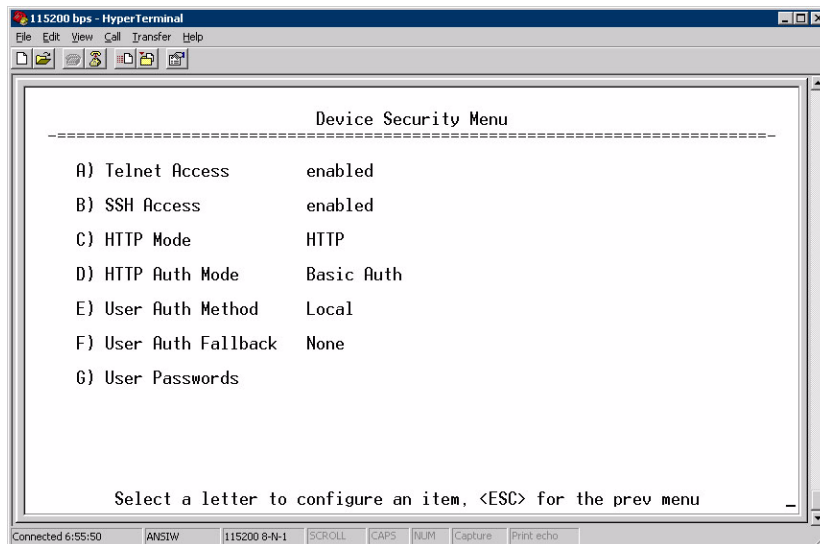 115200 bps - HyperTerminal
File Edit View Call Transfer Help
Device Security Menu
-==========================================================================-
A) Telnet Access enabled
B) SSH Access enabled
C) HTTP Mode HTTP
D) HTTP Auth Mode Basic Auth
E) User Auth Method Local
F) User Auth Fallback None
G) User Passwords
Select a letter to configure an item, <ESC> for the prev menu _
Connected 6:55:50 ANSIW 115200 8-N-1 SCROLL CAPS NUM Capture Print echo